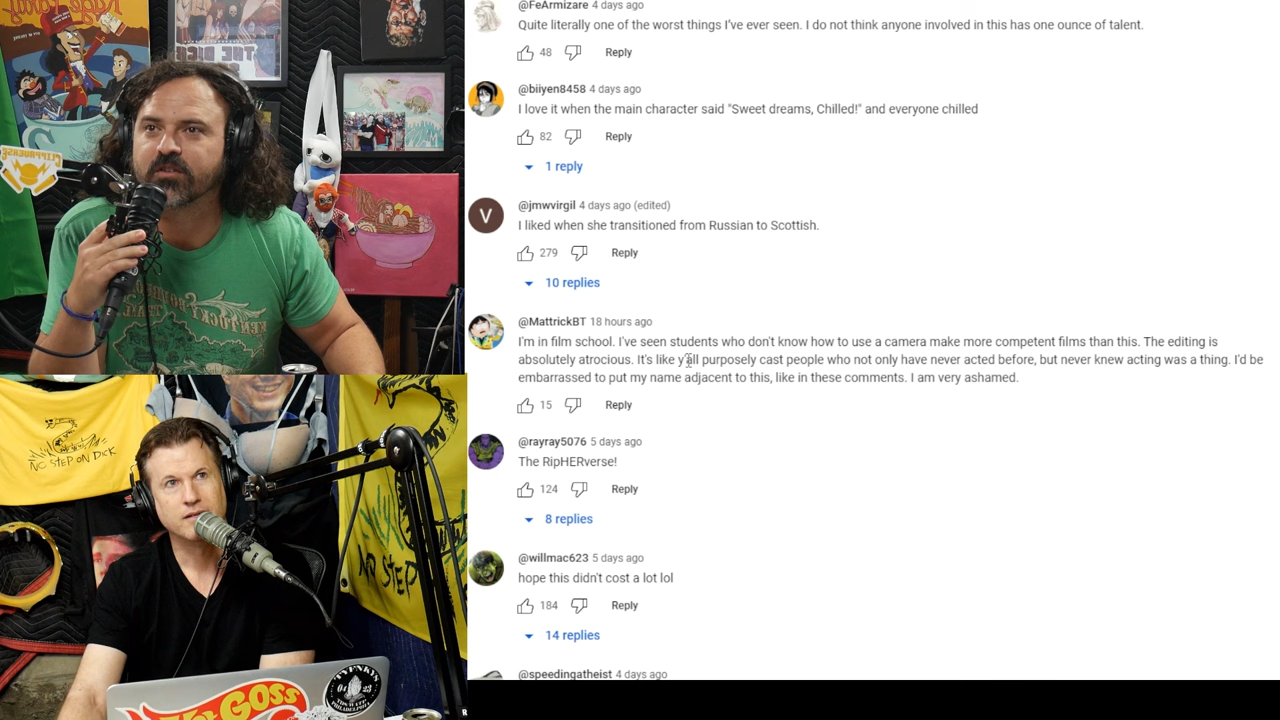 @FeArmizare 4 days ago
Quite literally one of the worst things I've ever seen. I do not think anyone involved in this has one ounce of talent.
48 Reply
@biiyen8458 4 days ago
I love it when the main character said "Sweet dreams, Chilled!" and everyone chilled
82 Reply
1 reply
V
@jmwvirgil 4 days ago (edited)
I liked when she transitioned from Russian to Scottish.
279 Reply
10 replies
@MattrickBT 18 hours ago
I'm in film school. I've seen students who don't know how to use a camera make more competent films than this. The editing is
absolutely atrocious. It's like y'all purposely cast people who not only have never acted before, but never knew acting was a thing. I'd be
embarrassed to put my name adjacent to this, like in these comments. I am very ashamed.
15 Reply
@rayray5076 5 days ago
The RipHERverse!
124 Reply
8 replies
@willmac623 5 days ago
hope this didn't cost a lot lol
184 Reply
14 replies
@speedingatheist 4 days ago
THE DICK
CLIPPOVERSE
KENTUCKY BOURBON
TRAIL
NO STEP ON DICK
NO STEP
HOT GOSS